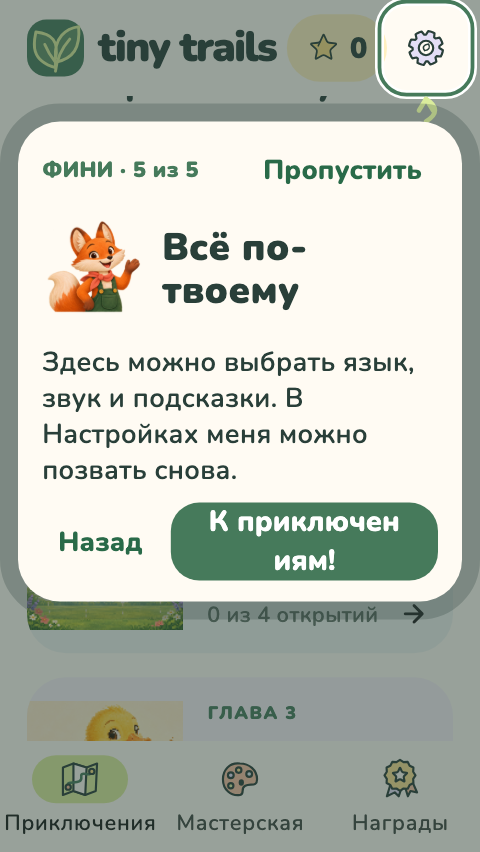 tiny trails
0
ФИНИ · 5 из 5
Пропустить
Всё по-
твоему
Здесь можно выбрать язык,
звук и подсказки. В
Настройках меня можно
позвать снова.
Назад
К приключен
иям!
0 из 4 открытий
ГЛАВА 3
Приключения
Мастерская
Награды